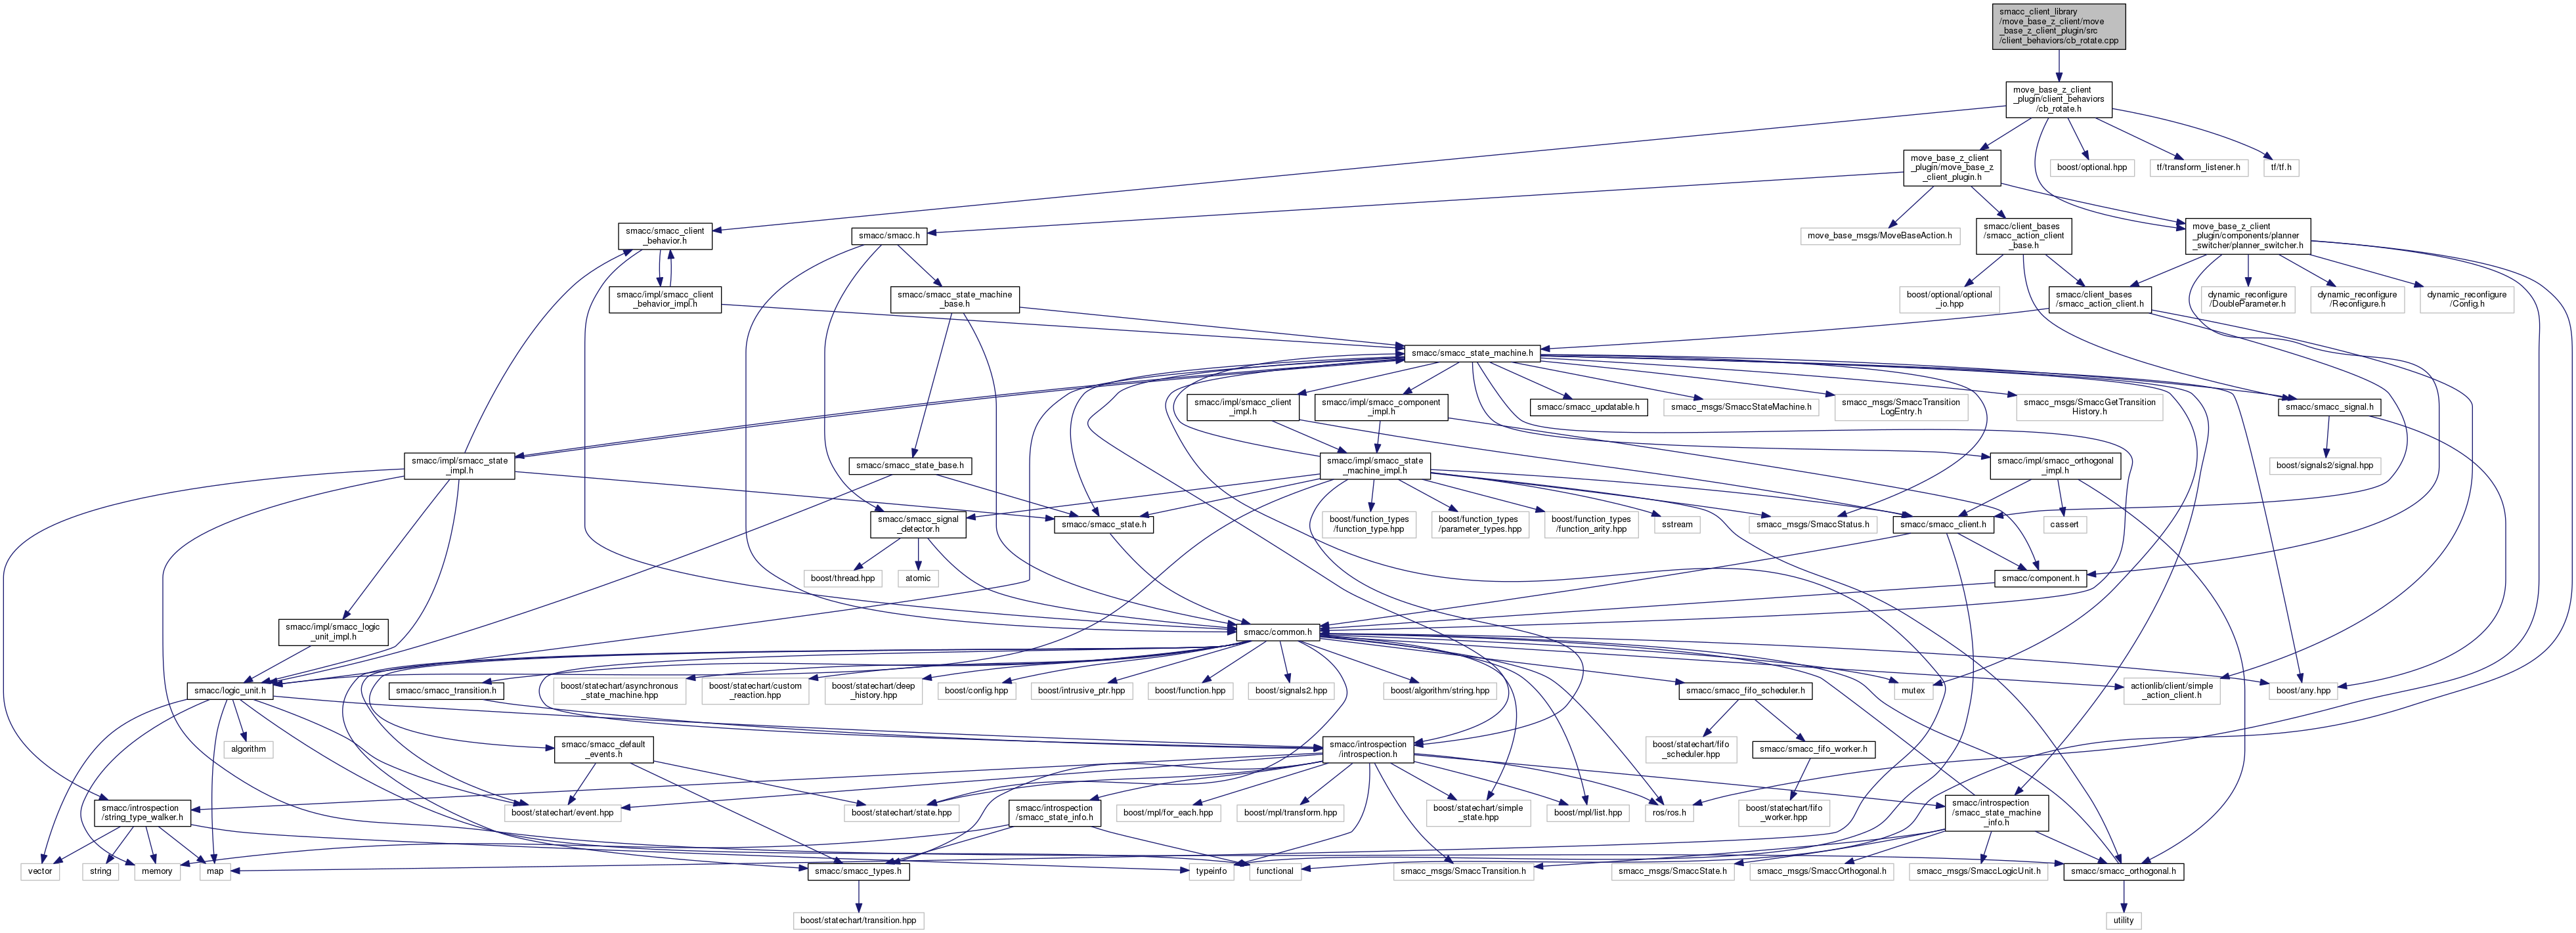 smacc_client_library
/move_base_z_client/move
_base_z_client_plugin/src
/client_behaviors/cb_rotate.cpp
move_base_z_client
_plugin/client_behaviors
/cb_rotate.h
move_base_z_client
_plugin/move_base_z
_client_plugin.h
boost/optional.hpp
tf/transform_listener.h
tf/tf.h
smacc/smacc_client
_behavior.h
smacc/smacc.h
move_base_msgs/MoveBaseAction.h
smacc/client_bases
/smacc_action_client
_base.h
move_base_z_client
_plugin/components/planner
_switcher/planner_switcher.h
smacc/impl/smacc_client
_behavior_impl.h
smacc/smacc_state_machine
_base.h
boost/optional/optional
_io.hpp
smacc/client_bases
/smacc_action_client.h
dynamic_reconfigure
/DoubleParameter.h
dynamic_reconfigure
/Reconfigure.h
dynamic_reconfigure
/Config.h
smacc/smacc_state_machine.h
smacc/impl/smacc_client
_impl.h
smacc/impl/smacc_component
_impl.h
smacc/smacc_updatable.h
smacc_msgs/SmaccStateMachine.h
smacc_msgs/SmaccTransition
LogEntry.h
smacc_msgs/SmaccGetTransition
History.h
smacc/smacc_signal.h
smacc/impl/smacc_state
_impl.h
smacc/smacc_state_base.h
smacc/impl/smacc_state
_machine_impl.h
smacc/impl/smacc_orthogonal
_impl.h
boost/signals2/signal.hpp
smacc/smacc_signal
_detector.h
smacc/smacc_state.h
boost/function_types
/function_type.hpp
boost/function_types
/parameter_types.hpp
boost/function_types
/function_arity.hpp
sstream
smacc_msgs/SmaccStatus.h
smacc/smacc_client.h
cassert
boost/thread.hpp
atomic
smacc/component.h
smacc/impl/smacc_logic
_unit_impl.h
smacc/common.h
smacc/logic_unit.h
smacc/smacc_transition.h
boost/statechart/asynchronous
_state_machine.hpp
boost/statechart/custom
_reaction.hpp
boost/statechart/deep
_history.hpp
boost/config.hpp
boost/intrusive_ptr.hpp
boost/function.hpp
boost/signals2.hpp
boost/algorithm/string.hpp
smacc/smacc_fifo_scheduler.h
mutex
actionlib/client/simple
_action_client.h
boost/any.hpp
algorithm
smacc/smacc_default
_events.h
smacc/introspection
/introspection.h
boost/statechart/fifo
_scheduler.hpp
smacc/smacc_fifo_worker.h
smacc/introspection
/string_type_walker.h
boost/statechart/event.hpp
boost/statechart/state.hpp
smacc/introspection
/smacc_state_info.h
boost/mpl/for_each.hpp
boost/mpl/transform.hpp
boost/statechart/simple
_state.hpp
boost/mpl/list.hpp
ros/ros.h
boost/statechart/fifo
_worker.hpp
smacc/introspection
/smacc_state_machine
_info.h
vector
string
memory
map
smacc/smacc_types.h
typeinfo
functional
smacc_msgs/SmaccTransition.h
smacc_msgs/SmaccState.h
smacc_msgs/SmaccOrthogonal.h
smacc_msgs/SmaccLogicUnit.h
smacc/smacc_orthogonal.h
boost/statechart/transition.hpp
utility